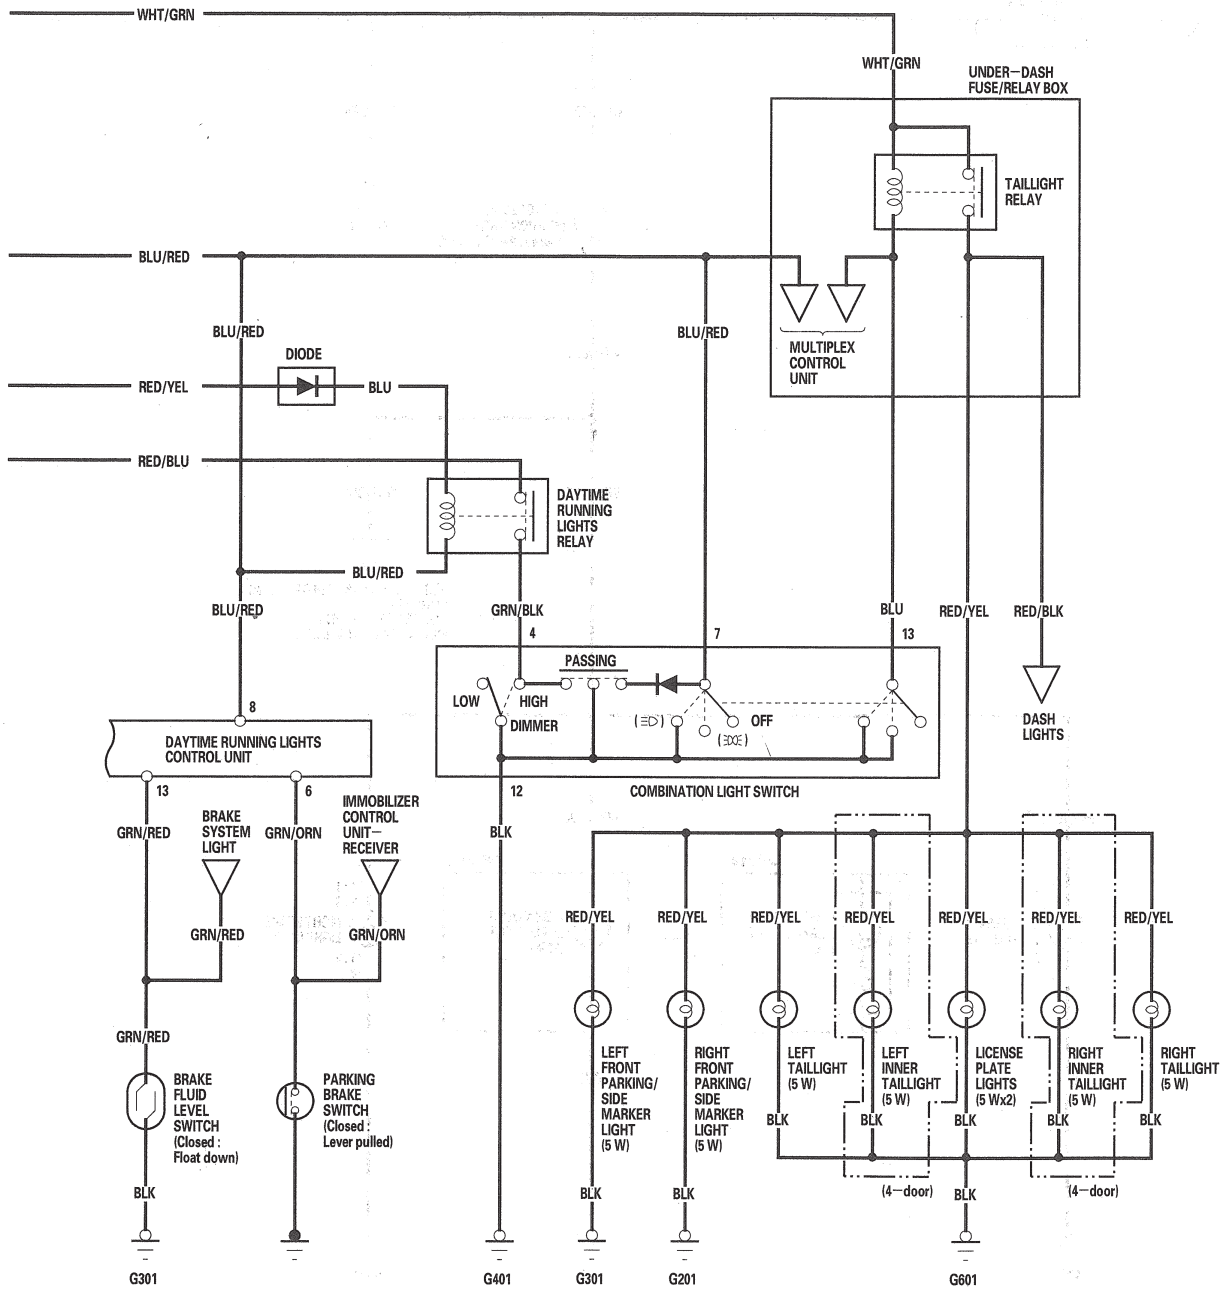 WHT/GRN
WHT/GRN
UNDER–DASH
FUSE/RELAY BOX
TAILLIGHT
RELAY
BLU/RED
BLU/RED
BLU/RED
MULTIPLEX
CONTROL
UNIT
DIODE
RED/YEL
BLU
RED/BLU
DAYTIME
RUNNING
LIGHTS
RELAY
BLU/RED
BLU/RED
GRN/BLK
BLU
RED/YEL
RED/BLK
4
7
13
PASSING
LOW
HIGH
DIMMER
OFF
8
DAYTIME RUNNING LIGHTS
CONTROL UNIT
DASH
LIGHTS
13
6
12
COMBINATION LIGHT SWITCH
BRAKE
SYSTEM
LIGHT
IMMOBILIZER
CONTROL
UNIT–
RECEIVER
GRN/RED
GRN/ORN
BLK
GRN/RED
GRN/ORN
RED/YEL
RED/YEL
RED/YEL
RED/YEL
RED/YEL
RED/YEL
RED/YEL
GRN/RED
BRAKE
FLUID
LEVEL
SWITCH
(Closed :
Float down)
PARKING
BRAKE
SWITCH
(Closed :
Lever pulled)
LEFT
FRONT
PARKING/
SIDE
MARKER
LIGHT
(5 W)
RIGHT
FRONT
PARKING/
SIDE
MARKER
LIGHT
(5 W)
LEFT
TAILLIGHT
(5 W)
LEFT
INNER
TAILLIGHT
(5 W)
LICENSE
PLATE
LIGHTS
(5 Wx2)
RIGHT
INNER
TAILLIGHT
(5 W)
RIGHT
TAILLIGHT
(5 W)
BLK
BLK
BLK
BLK
BLK
BLK
BLK
BLK
(4–door)
BLK
(4–door)
G301
G401
G301
G201
G601